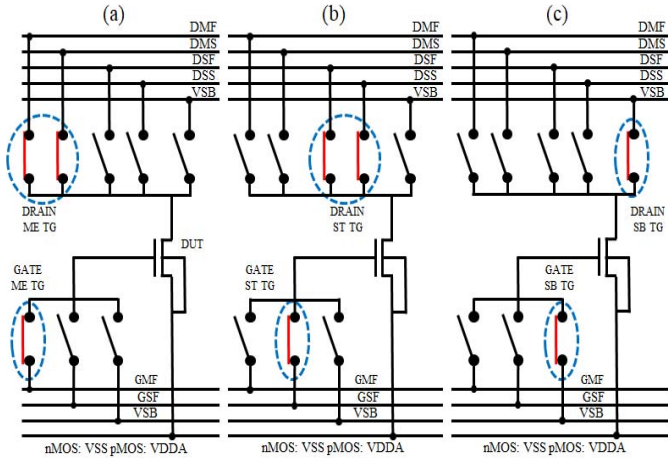 (a)
DMF
DMS
DSF
DSS
VSB
DRAIN
ME TG
DUT
GATE
ME TG
GMF
GSF
VSB
nMOS: VSS pMOS: VDDA
(b)
DMF
DMS
DSF
DSS
VSB
DRAIN
ST TG
GATE
ST TG
GMF
GSF
VSB
nMOS: VSS pMOS: VDDA
(c)
DMF
DMS
DSF
DSS
VSB
DRAIN
SB TG
GATE
SB TG
GMF
GSF
VSB
nMOS: VSS pMOS: VDDA